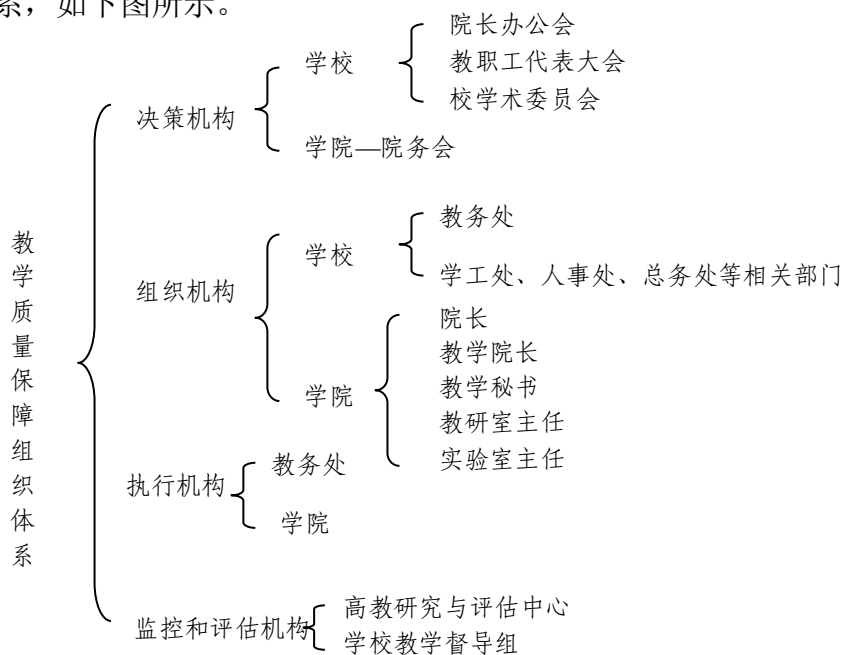 系，如下图所示。
教学质量保障组织体系
决策机构
学校
院长办公会
教职工代表大会
校学术委员会
学院—院务会
组织机构
学校
教务处
学工处、人事处、总务处等相关部门
学院
院长
教学院长
教学秘书
教研室主任
实验室主任
执行机构
教务处
学院
监控和评估机构
高教研究与评估中心
学校教学督导组